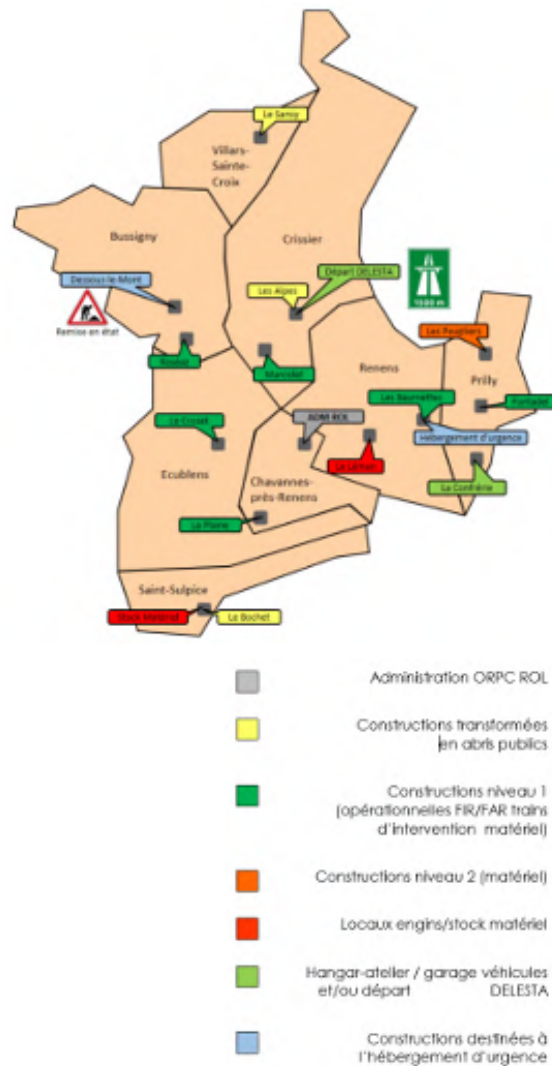 Le Sansy
Villars-
Sainte-
Croix
Bussigny
Crissier
Dessous-le-Mont
Départ DELESTA
Les Alpes
1500 m
Remise en état
Les Peupliers
Marcolet
Renens
Prilly
Les Baumettes
Pontadet
Le Croset
ADM ROL
Hébergement d'urgence
Le Léman
La Confrérie
Ecublens
Chavannes-
près-Renens
La Plaine
Saint-Sulpice
Stock Matériel
Le Bochet
Administration ORPC ROL
Constructions transformées
en abris publics
Constructions niveau 1
(opérationnelles FIR/FAR trains
d'intervention matériel)
Constructions niveau 2 (matériel)
Locaux engins/stock matériel
Hangar-atelier / garage véhicules
et/ou départ DELESTA
Constructions destinées à
l'hébergement d'urgence